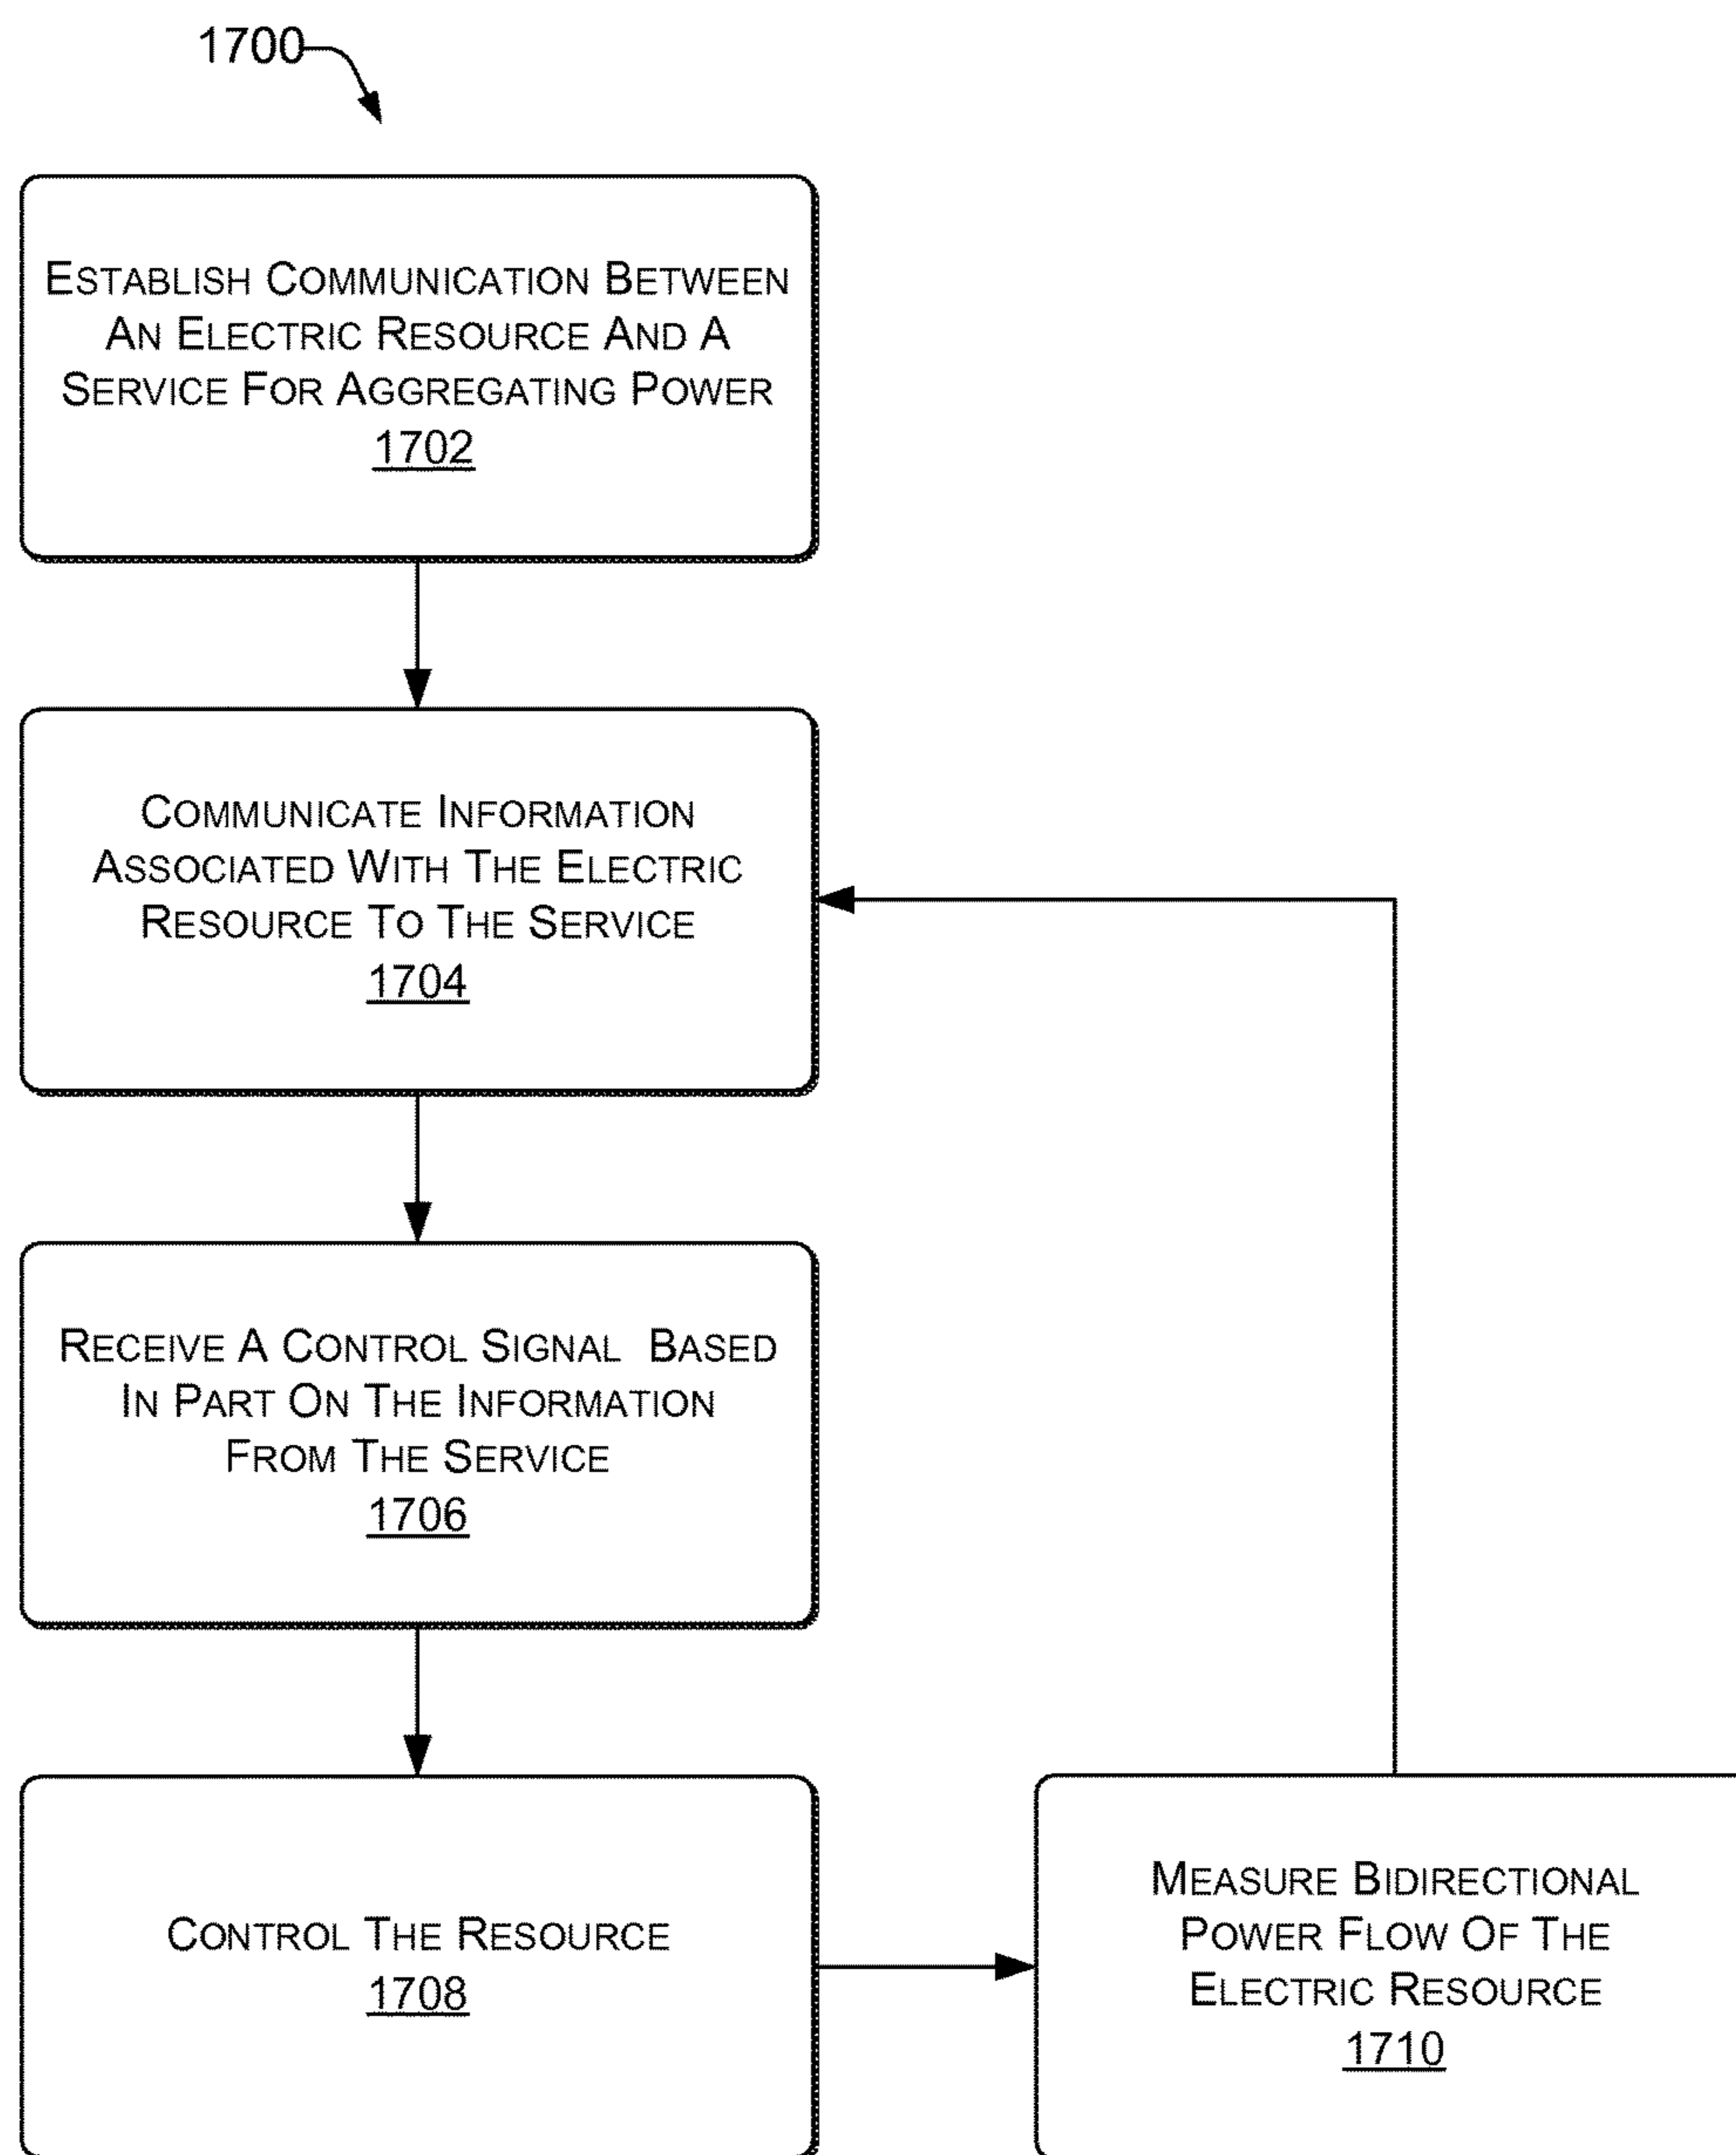 1700
ESTABLISH COMMUNICATION BETWEEN
AN ELECTRIC RESOURCE AND A
SERVICE FOR AGGREGATING POWER
1702
COMMUNICATE INFORMATION
ASSOCIATED WITH THE ELECTRIC
RESOURCE TO THE SERVICE
1704
RECEIVE A CONTROL SIGNAL BASED
IN PART ON THE INFORMATION
FROM THE SERVICE
1706
CONTROL THE RESOURCE
1708
MEASURE BIDIRECTIONAL
POWER FLOW OF THE
ELECTRIC RESOURCE
1710